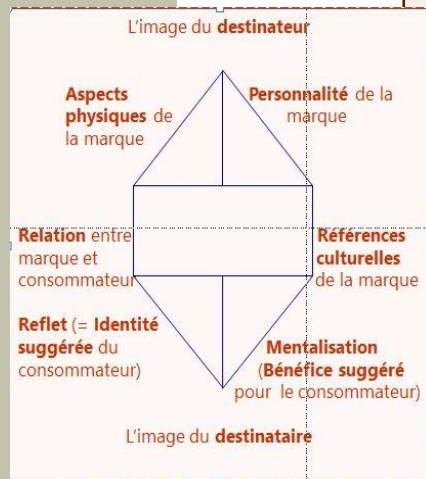 L'image du destinateur
Aspects
physiques de
la marque
Personnalité de la
marque
Relation entre
marque et
consommateur
Références
culturelles
de la marque
Reflet (= Identité
suggérée du
consommateur)
Mentalisation
(Bénéfice suggéré
pour le consommateur)
L'image du destinataire